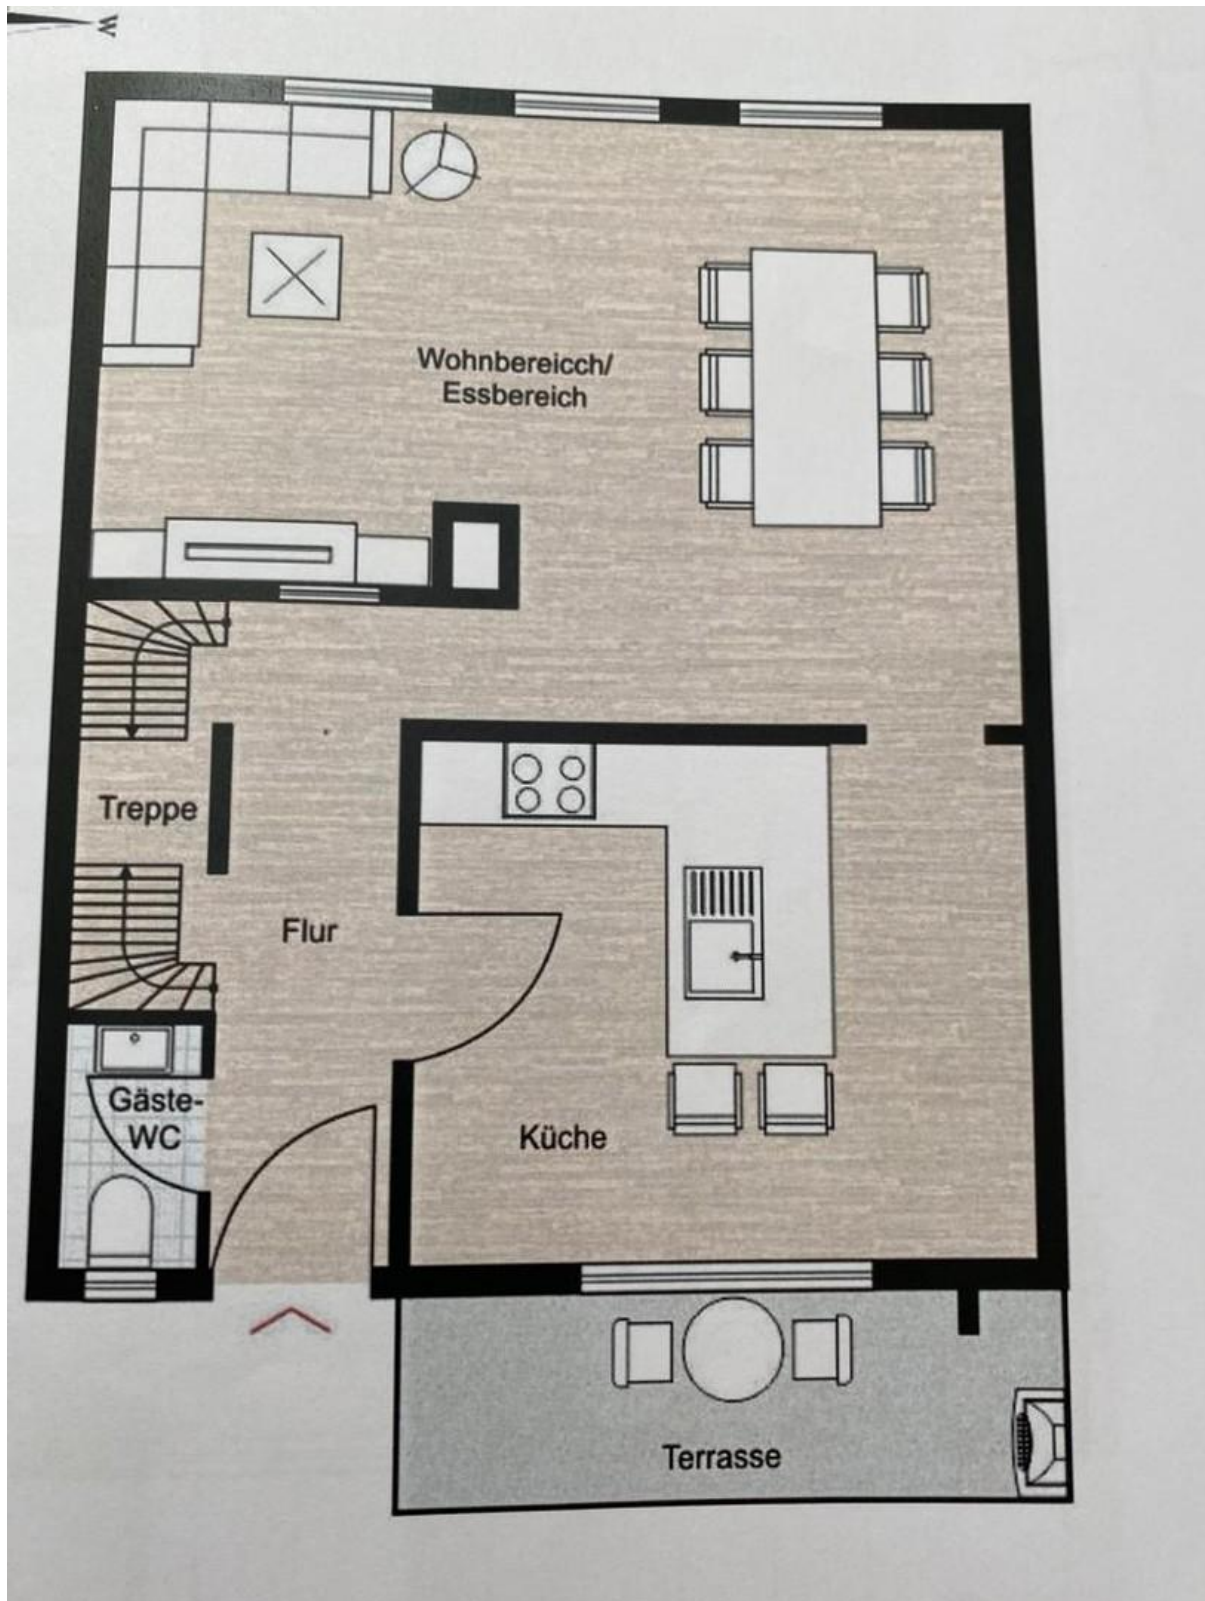 W
Wohnbereicch/
Essbereich
Treppe
Flur
Gäste-
WC
Küche
Terrasse